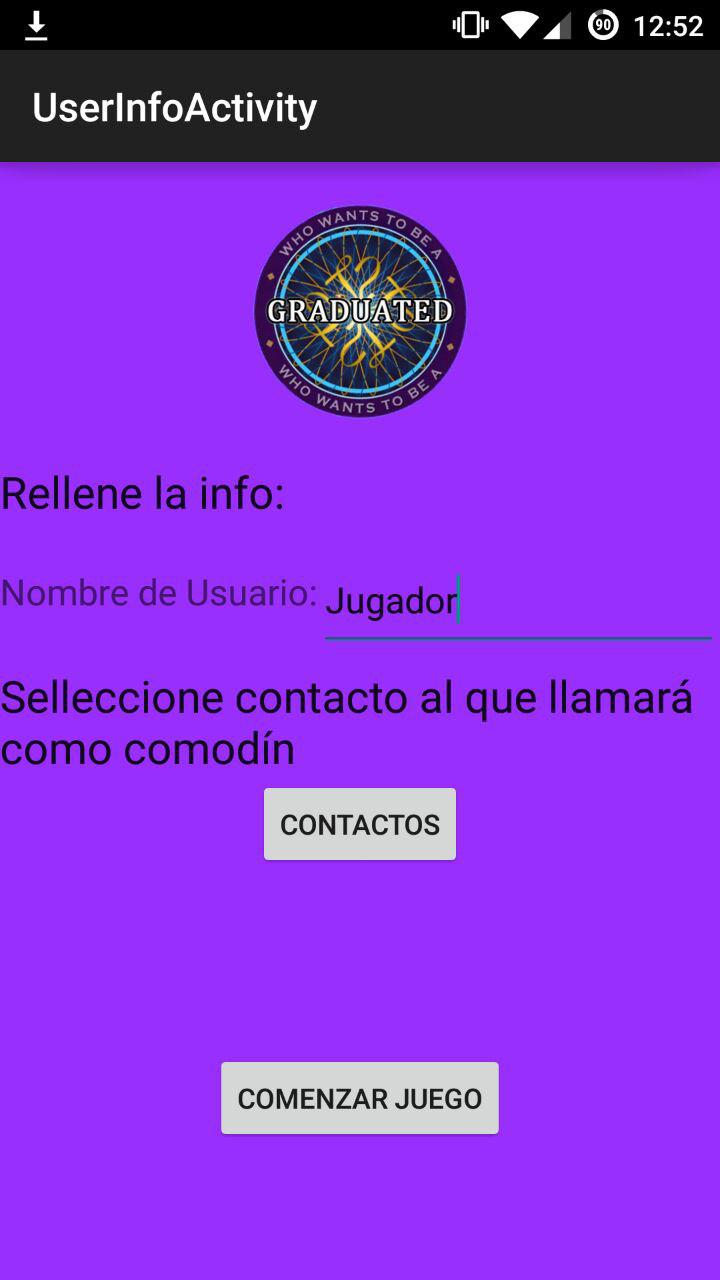 90 12:52
UserInfoActivity
WHO WANTS TO BE A
GRADUATED
WHO WANTS TO BE A
Rellene la info:
Nombre de Usuario: Jugador
Selleccione contacto al que llamará
como comodín
CONTACTOS
COMENZAR JUEGO